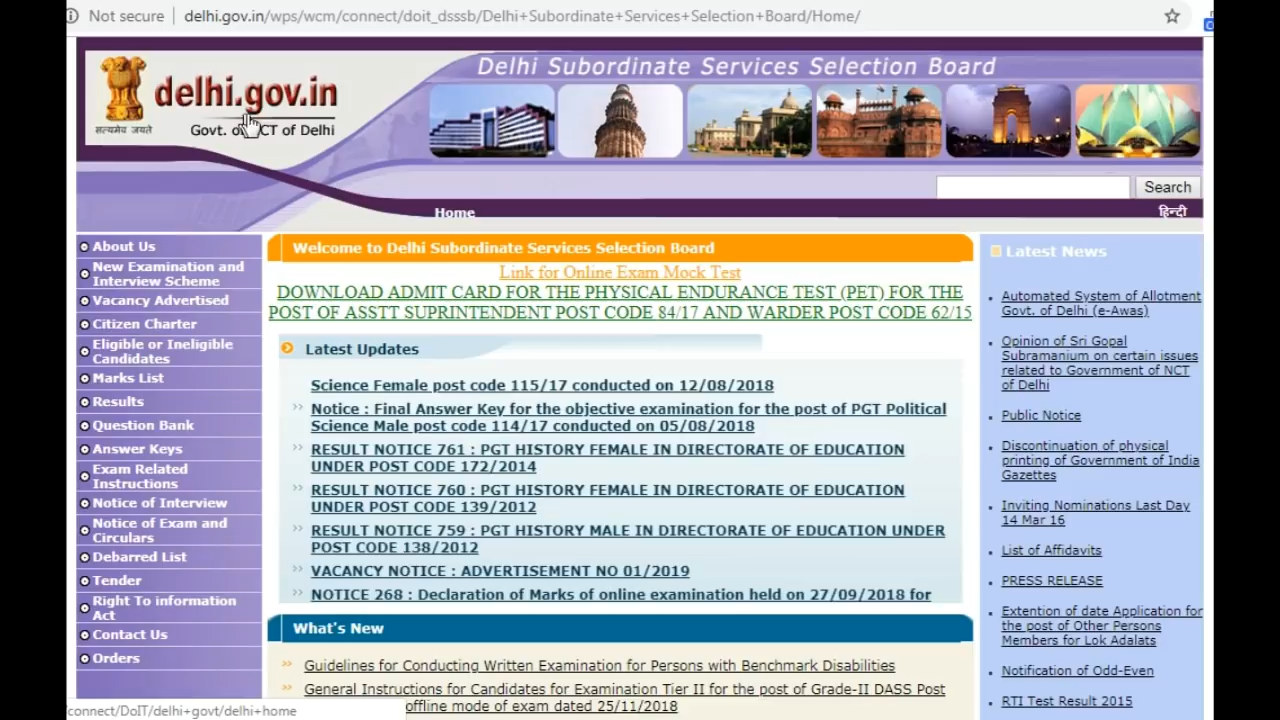 Not secure
delhi.gov.in/wps/wcm/connect/doit_dsssb/Delhi+Subordinate+Services+Selection+Board/Home/
सत्यमेव जयते
delhi.gov.in
Govt. of NCT of Delhi
Delhi Subordinate Services Selection Board
Search
Home
हिन्दी
About Us
New Examination and
Interview Scheme
Vacancy Advertised
Citizen Charter
Eligible or Ineligible
Candidates
Marks List
Results
Question Bank
Answer Keys
Exam Related
Instructions
Notice of Interview
Notice of Exam and
Circulars
Debarred List
Tender
Right To information
Act
Contact Us
Orders
Welcome to Delhi Subordinate Services Selection Board
Link for Online Exam Mock Test
DOWNLOAD ADMIT CARD FOR THE PHYSICAL ENDURANCE TEST (PET) FOR THE
POST OF ASSTT SUPRINTENDENT POST CODE 84/17 AND WARDER POST CODE 62/15
Latest Updates
Science Female post code 115/17 conducted on 12/08/2018
Notice : Final Answer Key for the objective examination for the post of PGT Political
Science Male post code 114/17 conducted on 05/08/2018
RESULT NOTICE 761 : PGT HISTORY FEMALE IN DIRECTORATE OF EDUCATION
UNDER POST CODE 172/2014
RESULT NOTICE 760 : PGT HISTORY FEMALE IN DIRECTORATE OF EDUCATION
UNDER POST CODE 139/2012
RESULT NOTICE 759 : PGT HISTORY MALE IN DIRECTORATE OF EDUCATION UNDER
POST CODE 138/2012
VACANCY NOTICE : ADVERTISEMENT NO 01/2019
NOTICE 268 : Declaration of Marks of online examination held on 27/09/2018 for
What's New
Guidelines for Conducting Written Examination for Persons with Benchmark Disabilities
General Instructions for Candidates for Examination Tier II for the post of Grade-II DASS Post
offline mode of exam dated 25/11/2018
Latest News
Automated System of Allotment
Govt. of Delhi (e-Awas)
Opinion of Sri Gopal
Subramanium on certain issues
related to Government of NCT
of Delhi
Public Notice
Discontinuation of physical
printing of Government of India
Gazettes
Inviting Nominations Last Day
14 Mar 16
List of Affidavits
PRESS RELEASE
Extention of date Application for
the post of Other Persons
Members for Lok Adalats
Notification of Odd-Even
RTI Test Result 2015
/connect/DoIT/delhi+govt/delhi+home